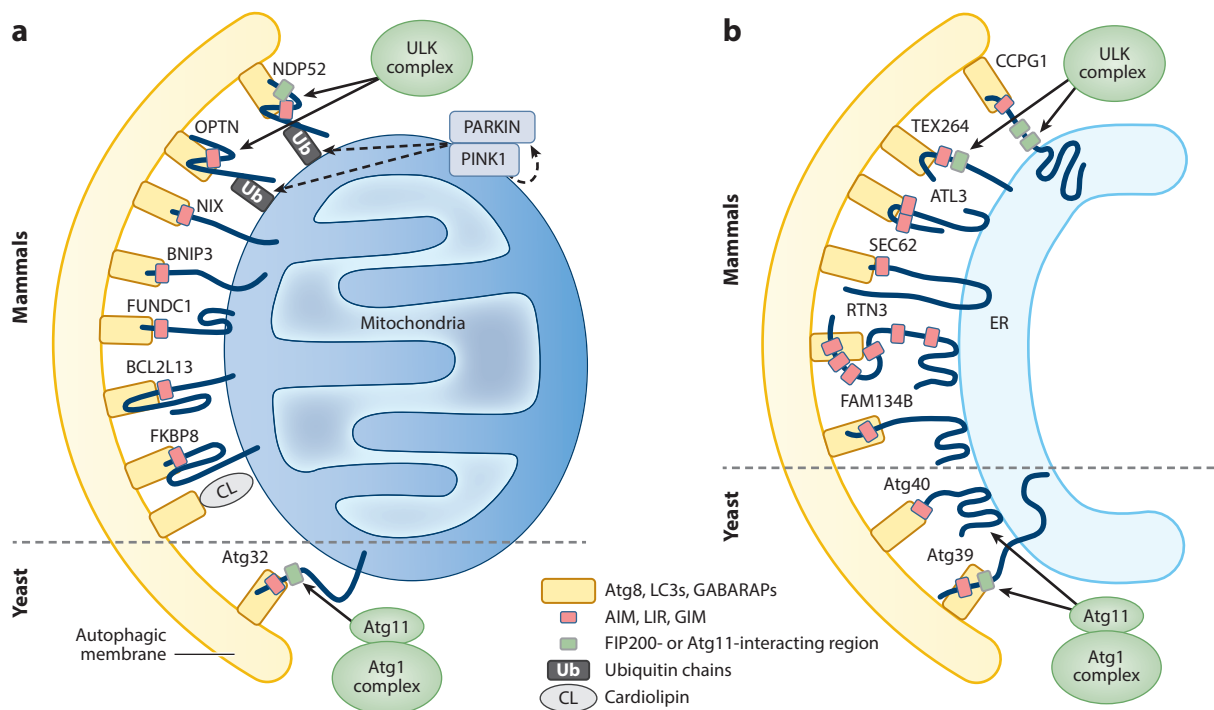 a
ULK
complex
NDP52
OPTN
PARKIN
PINK1
Ub
Ub
NIX
BNIP3
FUNDC1
BCL2L13
FKBP8
CL
Mitochondria
Mammals
Yeast
Atg32
Atg11
Atg1
complex
Autophagic
membrane
Atg8, LC3s, GABARAPs
AIM, LIR, GIM
FIP200- or Atg11-interacting region
Ub Ubiquitin chains
CL Cardiolipin
b
ULK
complex
CCPG1
TEX264
ATL3
SEC62
RTN3
FAM134B
ER
Mammals
Yeast
Atg40
Atg39
Atg11
Atg1
complex